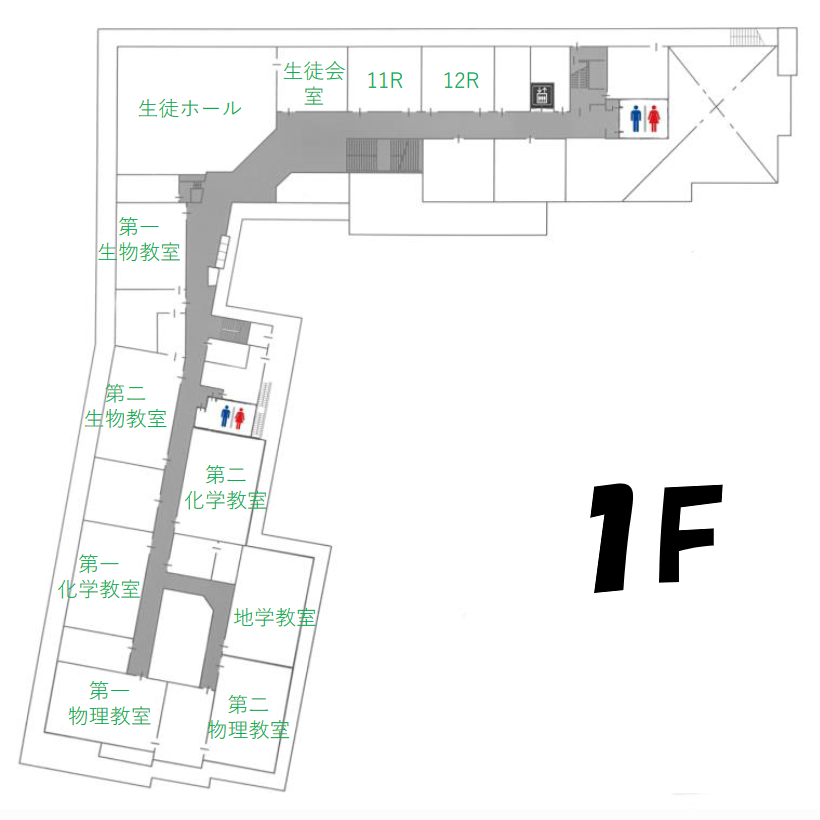 生徒ホール
生徒会
室
11R
12R
第一
生物教室
第二
生物教室
第二
化学教室
第一
化学教室
地学教室
第一
物理教室
第二
物理教室
1F